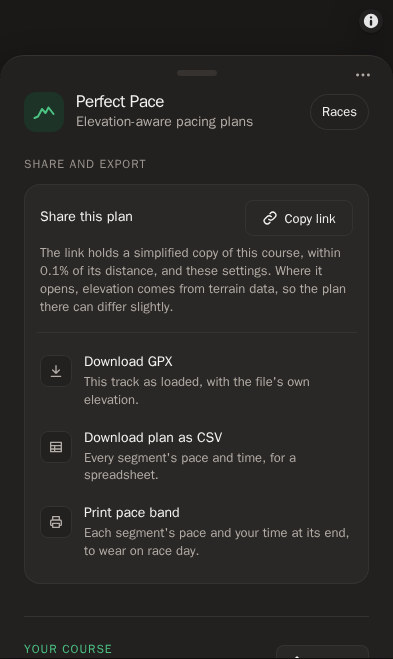 Perfect Pace
Elevation-aware pacing plans
Races
SHARE AND EXPORT
Share this plan
Copy link
The link holds a simplified copy of this course, within
0.1% of its distance, and these settings. Where it
opens, elevation comes from terrain data, so the plan
there can differ slightly.
Download GPX
This track as loaded, with the file's own
elevation.
Download plan as CSV
Every segment's pace and time, for a
spreadsheet.
Print pace band
Each segment's pace and your time at its end,
to wear on race day.
YOUR COURSE